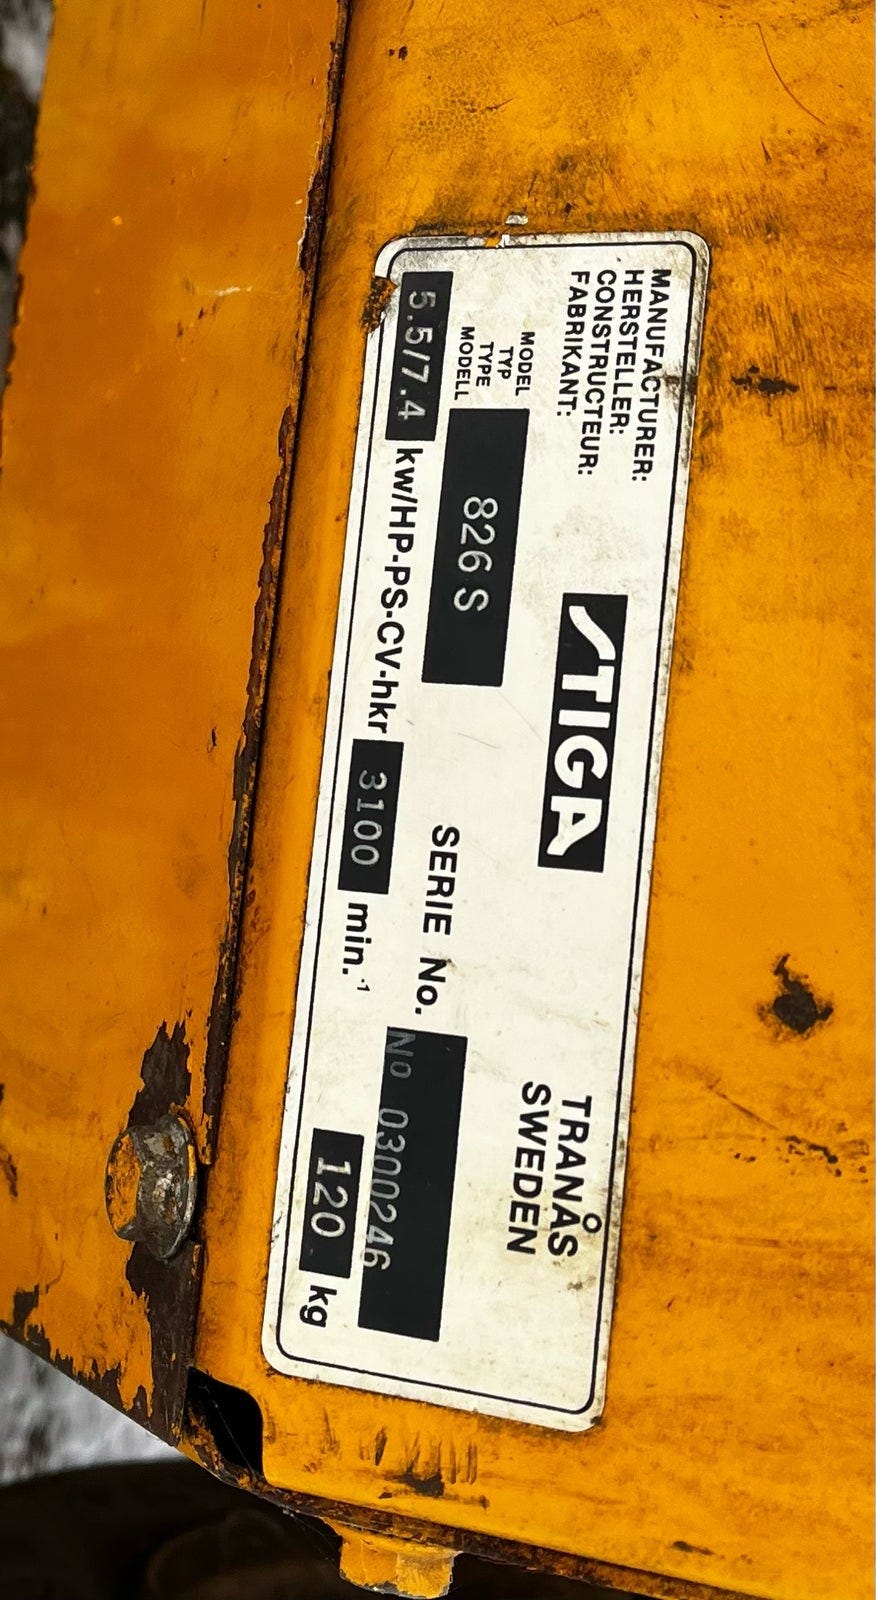 MANUFACTURER:
HERSTELLER:
CONSTRUCTEUR:
FABRIKANT:
STIGA
TRANÅS
SWEDEN
MODEL
TYP
TYPE
MODELL
826 S
SERIE No.
No 0300246
5.5/7.4 kw/HP-PS-CV-hkr 3100 min.-1 120 kg